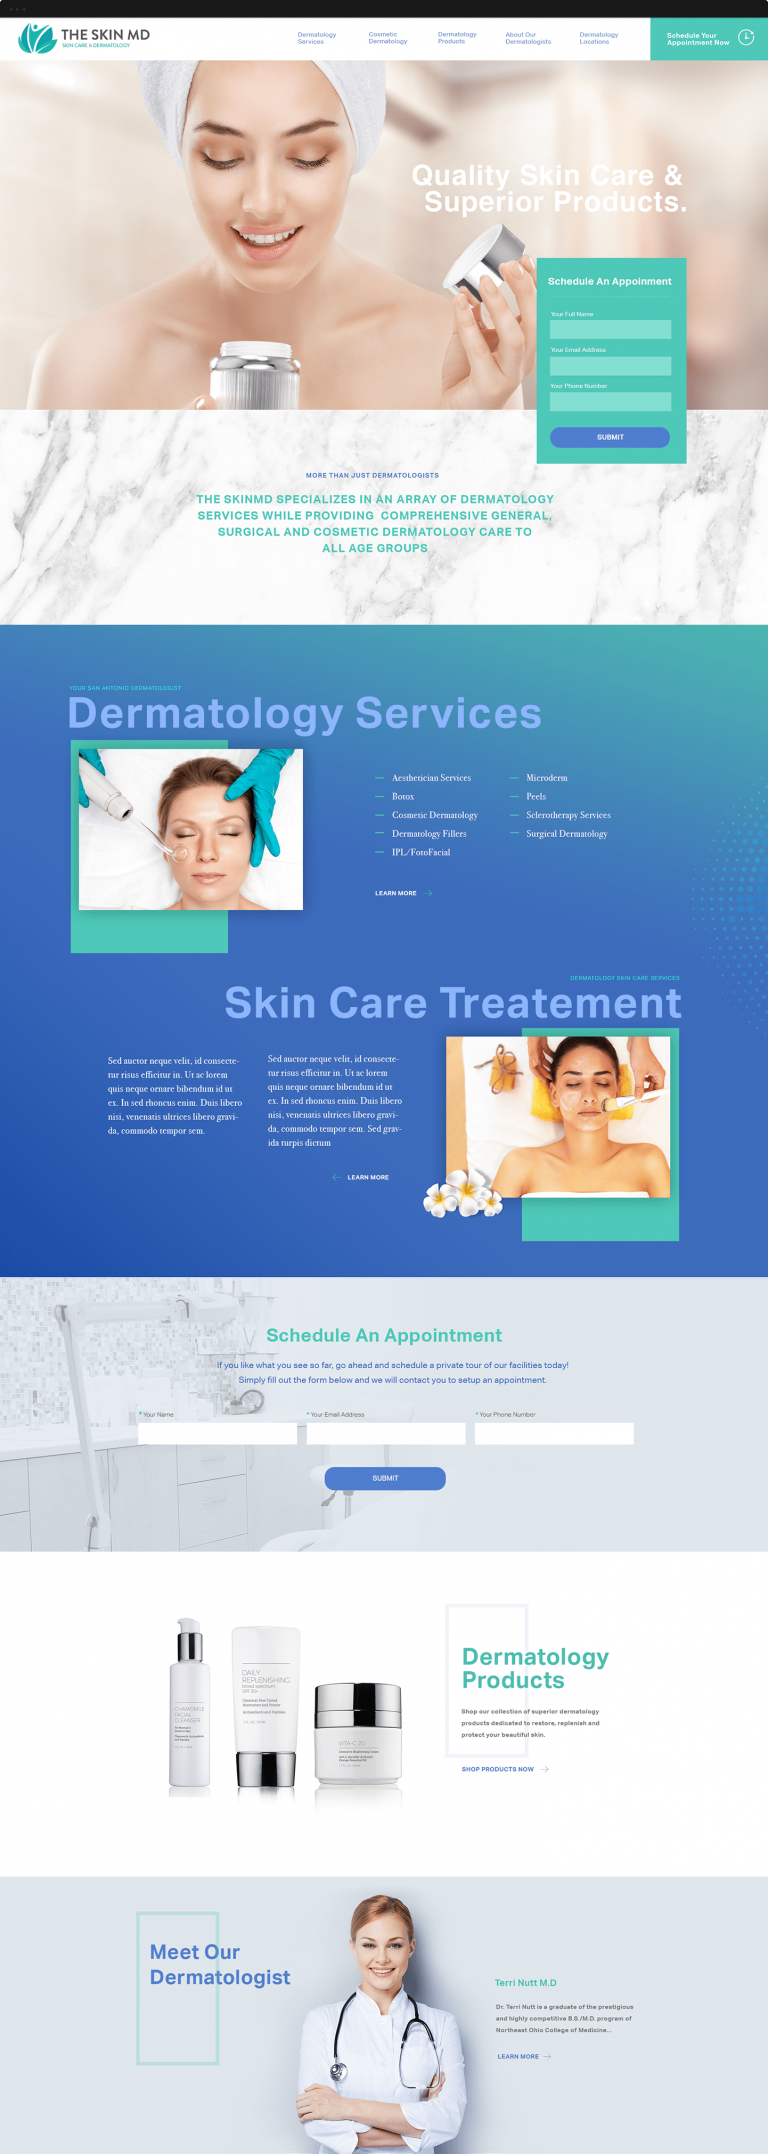 THE SKIN MD
SKIN CARE & DERMATOLOGY
Dermatology
Services
Cosmetic
Dermatology
Dermatology
Products
About Our
Dermatologists
Dermatology
Locations
Schedule Your
Appointment Now
Quality Skin Care &
Superior Products.
Schedule An Appoinment
Your Full Name
Your Email Address
Your Phone Number
SUBMIT
MORE THAN JUST DERMATOLOGISTS
THE SKINMD SPECIALIZES IN AN ARRAY OF DERMATOLOGY
SERVICES WHILE PROVIDING COMPREHENSIVE GENERAL,
SURGICAL AND COSMETIC DERMATOLOGY CARE TO
ALL AGE GROUPS
YOUR SAN ANTONIO DERMATOLOGIST
Dermatology Services
Aesthetician Services
Botox
Cosmetic Dermatology
Dermatology Fillers
IPL/FotoFacial
Microderm
Peels
Sclerotherapy Services
Surgical Dermatology
LEARN MORE
DERMATOLOGY SKIN CARE SERVICES
Skin Care Treatement
Sed auctor neque velit, id consecte-
tur risus efficitur in. Ut ac lorem
quis neque ornare bibendum id ut
ex. In sed rhoncus enim. Duis libero
nisi, venenatis ultrices libero gravi-
da, commodo tempor sem.
Sed auctor neque velit, id consecte-
tur risus efficitur in. Ut ac lorem
quis neque ornare bibendum id ut
ex. In sed rhoncus enim. Duis libero
nisi, venenatis ultrices libero gravi-
da, commodo tempor sem. Sed grav-
ida turpis dictum
LEARN MORE
Schedule An Appointment
If you like what you see so far, go ahead and schedule a private tour of our facilities today!
Simply fill out the form below and we will contact you to setup an appointment.
* Your Name
* Your Email Address
* Your Phone Number
SUBMIT
CHAMOMILE
FACIAL
CLEANSER
DAILY
REPLENISHING
broad spectrum
VITA-C 20
Dermatology
Products
Shop our collection of superior dermatology
products dedicated to restore, replenish and
protect your beautiful skin.
SHOP PRODUCTS NOW
Meet Our
Dermatologist
Terri Nutt M.D
Dr. Terri Nutt is a graduate of the prestigious
and highly competitive B.S./M.D. program of
Northeast Ohio College of Medicine...
LEARN MORE